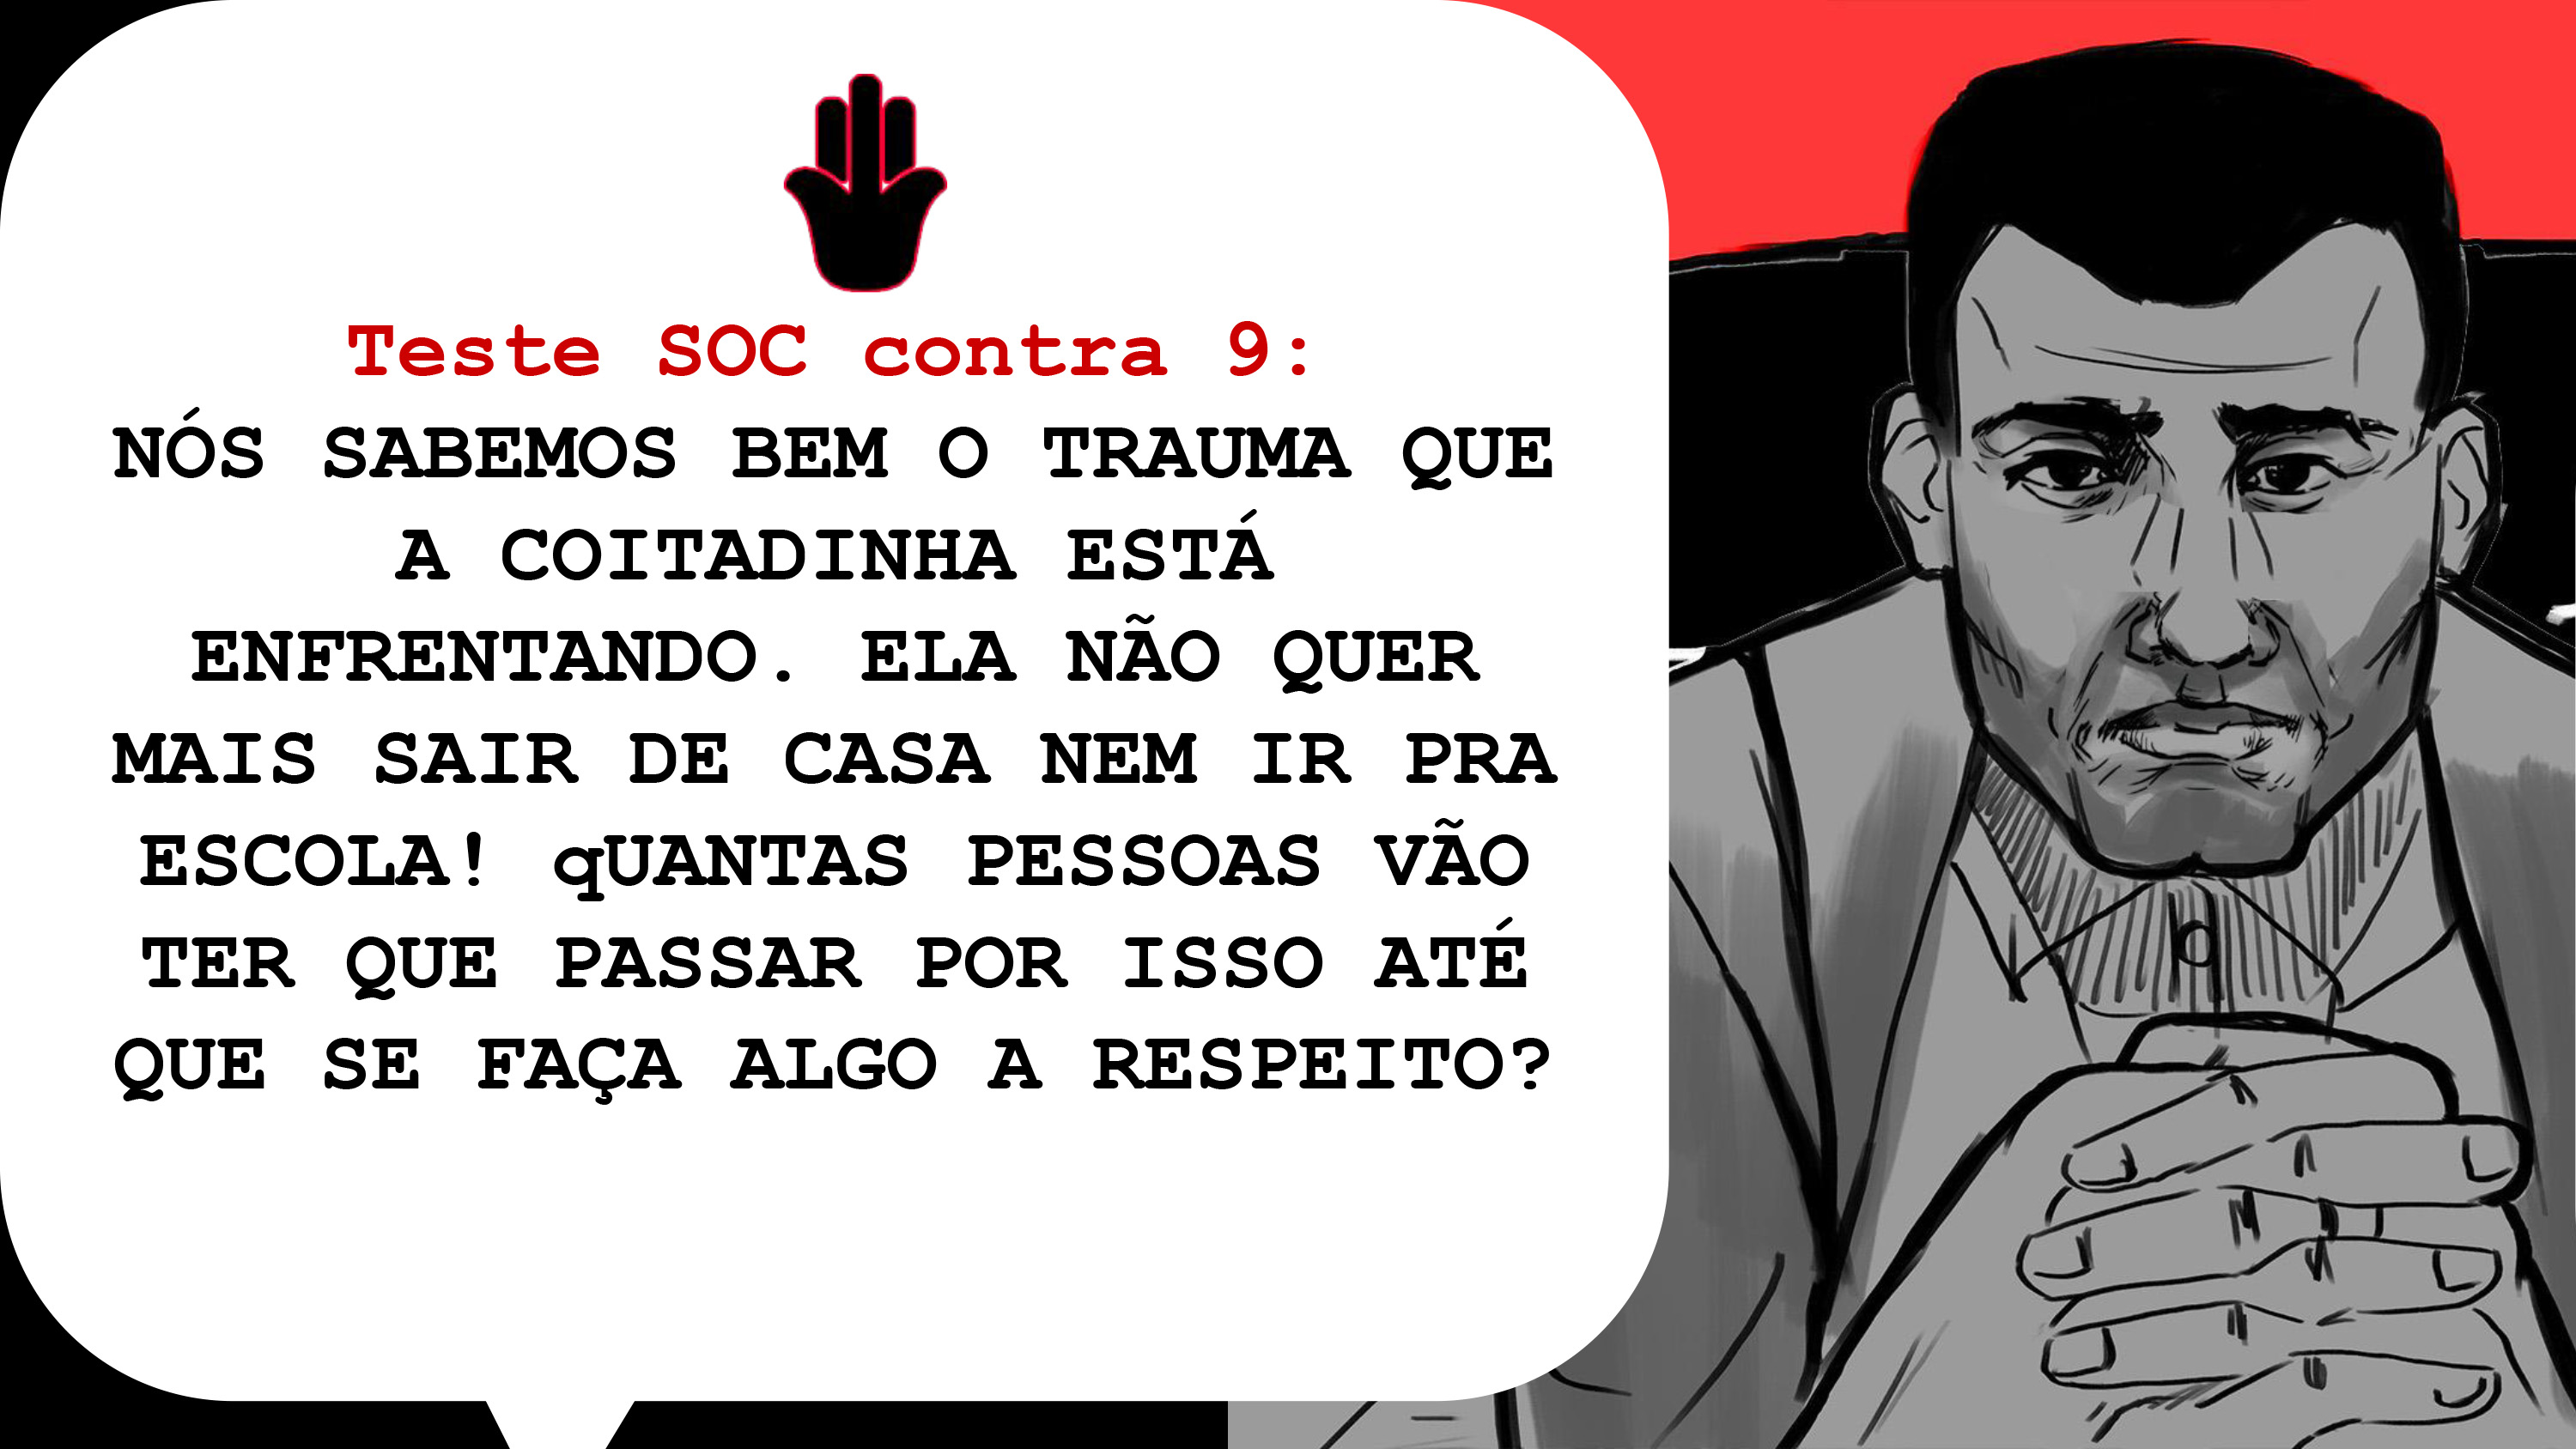 Teste SOC contra 9:
NÓS SABEMOS BEM O TRAUMA QUE
A COITADINHA ESTÁ
ENFRENTANDO. ELA NÃO QUER
MAIS SAIR DE CASA NEM IR PRA
ESCOLA! qUANTAS PESSOAS VÃO
TER QUE PASSAR POR ISSO ATÉ
QUE SE FAÇA ALGO A RESPEITO?